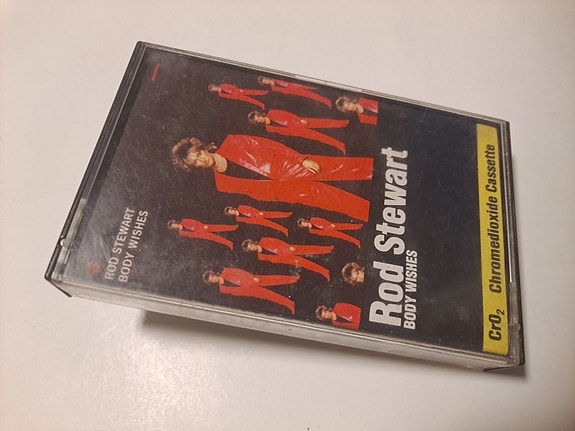 ROD STEWART
BODY WISHES
Rod Stewart
BODY WISHES
CrO₂ Chromedioxide Cassette